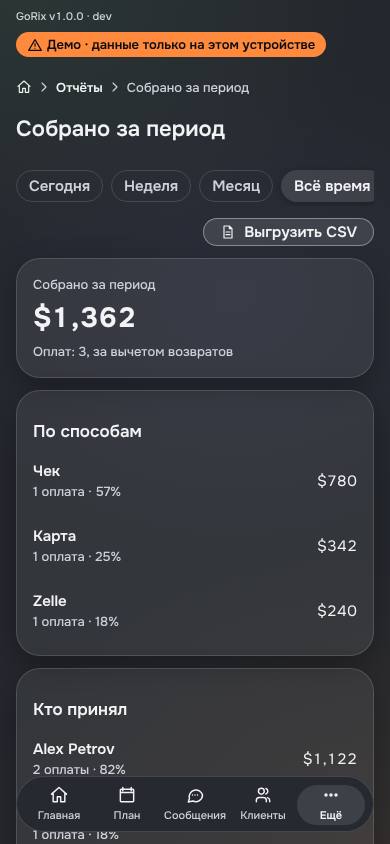 GoRix v1.0.0 · dev
Демо · данные только на этом устройстве
Отчёты
Собрано за период
Собрано за период
Сегодня
Неделя
Месяц
Всё время
Выгрузить CSV
Собрано за период
$1,362
Оплат: 3, за вычетом возвратов
По способам
Чек
$780
1 оплата · 57%
Карта
$342
1 оплата · 25%
Zelle
$240
1 оплата · 18%
Кто принял
Alex Petrov
$1,122
2 оплаты · 82%
Главная
План
Сообщения
Клиенты
Ещё
1 оплата · 18%